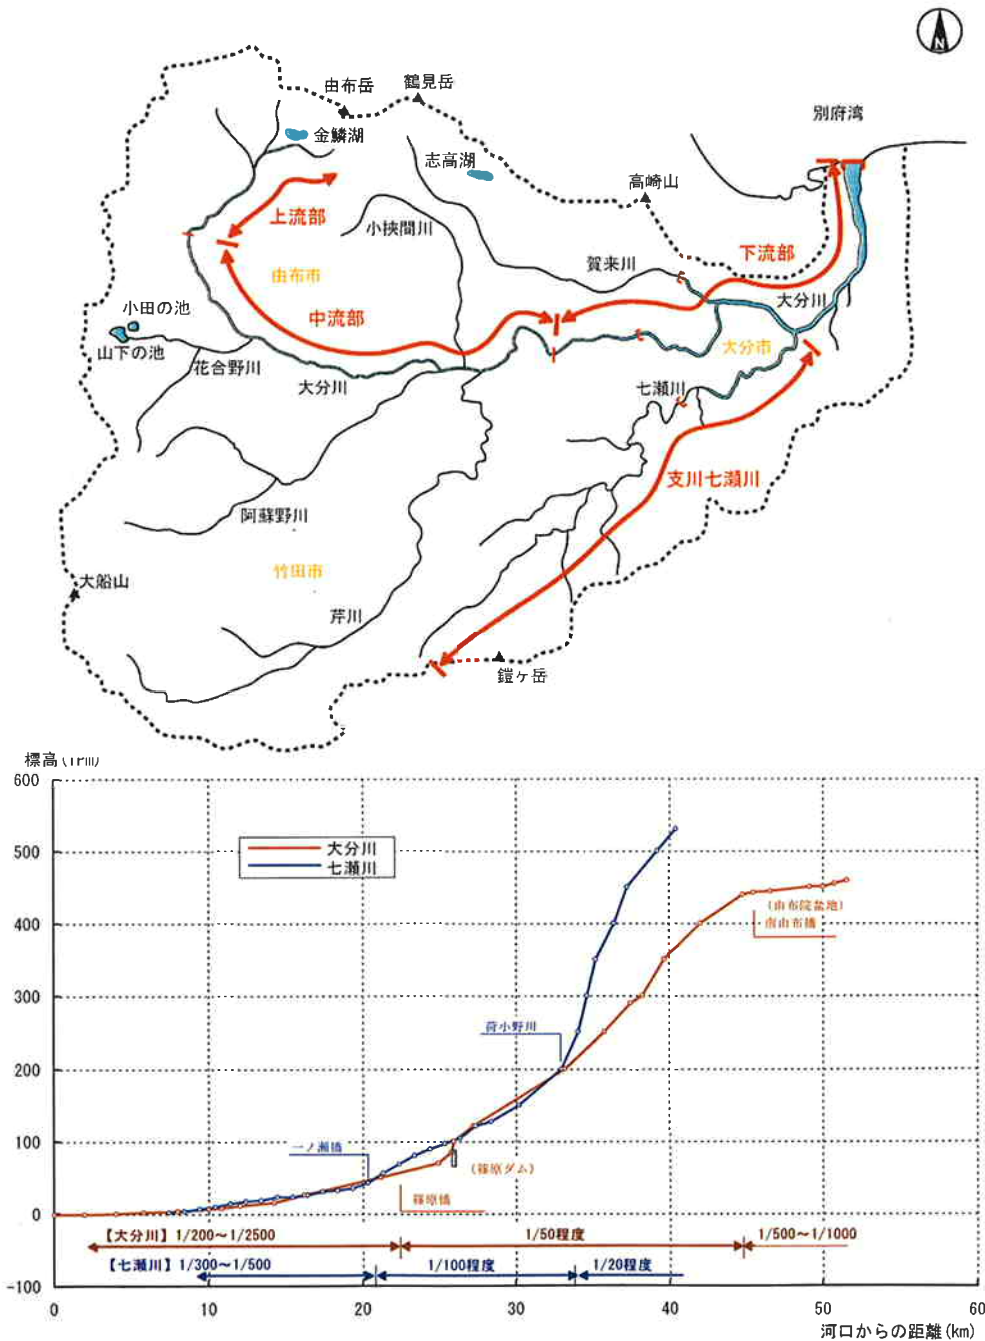 N
由布岳
鶴見岳
別府湾
金鱗湖
志高湖
高崎山
上流部
小挟間川
賀来川
下流部
由布市
小田の池
中流部
大分川
山下の池
花合野川
大分川
大分市
七瀬川
支川七瀬川
阿蘇野川
竹田市
大船山
芹川
鎧ヶ岳
標高
600
500
400
300
200
100
0
-100
大分川
七瀬川
(由布院盆地)
南由布橋
荷小野川
一ノ瀬橋
(篠原ダム)
篠原橋
【大分川】1/200～1/2500
1/50程度
1/500～1/1000
【七瀬川】1/300～1/500
1/100程度
1/20程度
0 10 20 30 40 50 60
河口からの距離(km)